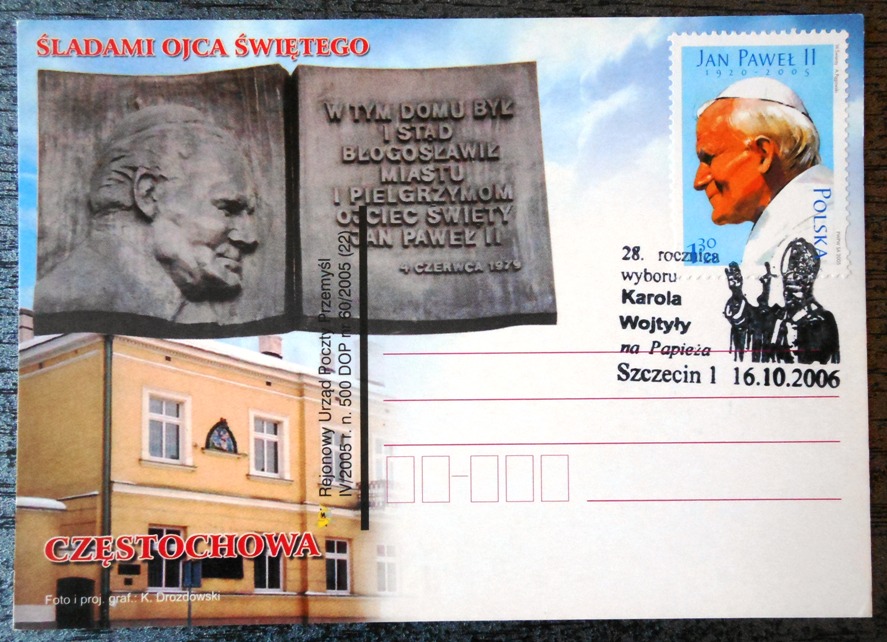 ŚLADAMI OJCA ŚWIĘTEGO
W TYM DOMU BYŁ
I STĄD
BŁOGOSŁAWIŁ
MIASTU
I PIELGRZYMOM
OJCIEC ŚWIĘTY
JAN PAWEŁ II
4 CZERWCA 1979
JAN PAWEŁ II
1920-2005
POLSKA
1 30
28. rocznica
wyboru
Karola
Wojtyły
na Papieża
Szczecin 1 16.10.2006
Rejonowy Urząd Poczty Przemyśl
IV/2005 r. n. 500 DOP nr 60/2005 (22)
CZĘSTOCHOWA
Foto i proj. graf.: K. Drozdowski